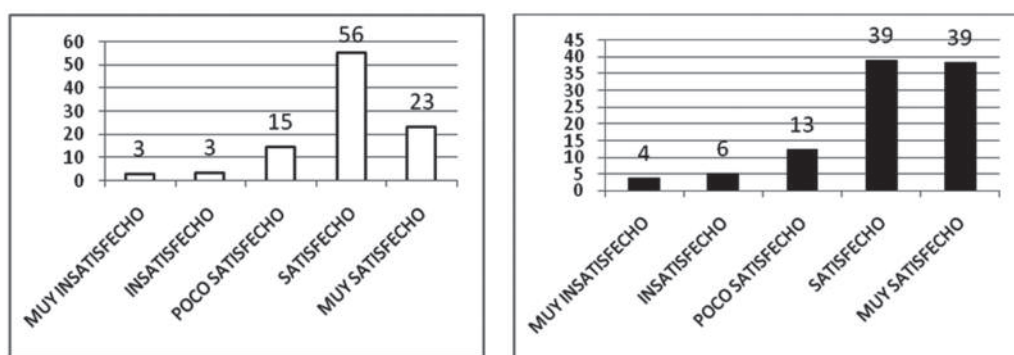 60
50
40
30
20
10
0
3
3
15
56
23
MUY INSATISFECHO
INSATISFECHO
POCO SATISFECHO
SATISFECHO
MUY SATISFECHO
45
40
35
30
25
20
15
10
5
0
4
6
13
39
39
MUY INSATISFECHO
INSATISFECHO
POCO SATISFECHO
SATISFECHO
MUY SATISFECHO